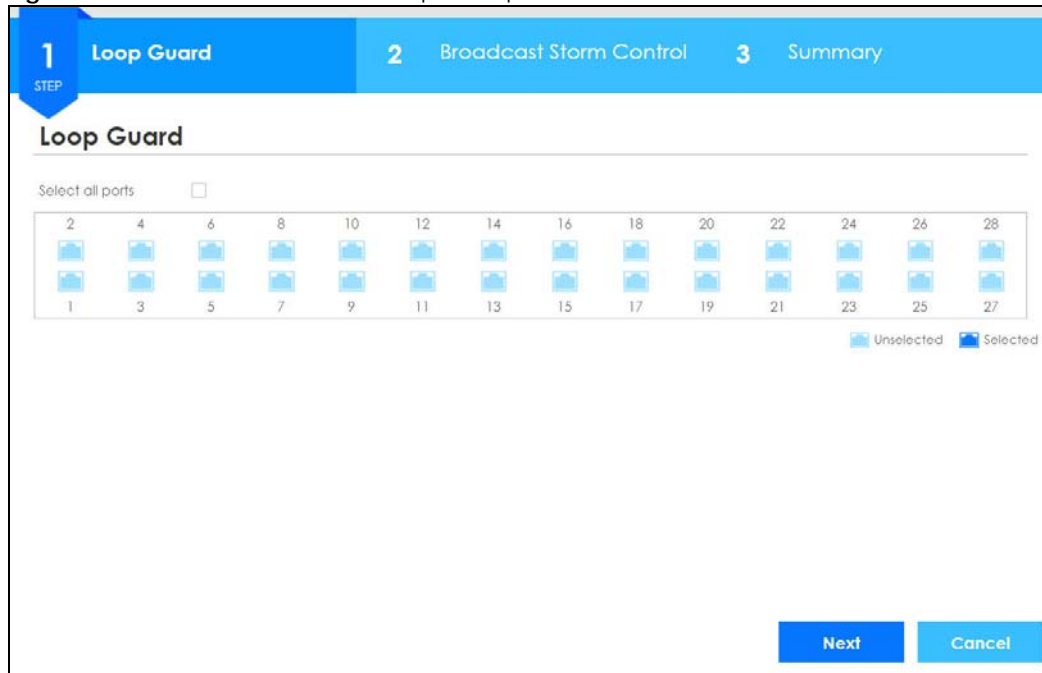 1 Loop Guard 2 Broadcast Storm Control 3 Summary
STEP
Loop Guard
Select all ports
2 4 6 8 10 12 14 16 18 20 22 24 26 28
1 3 5 7 9 11 13 15 17 19 21 23 25 27
Unselected Selected
Next Cancel